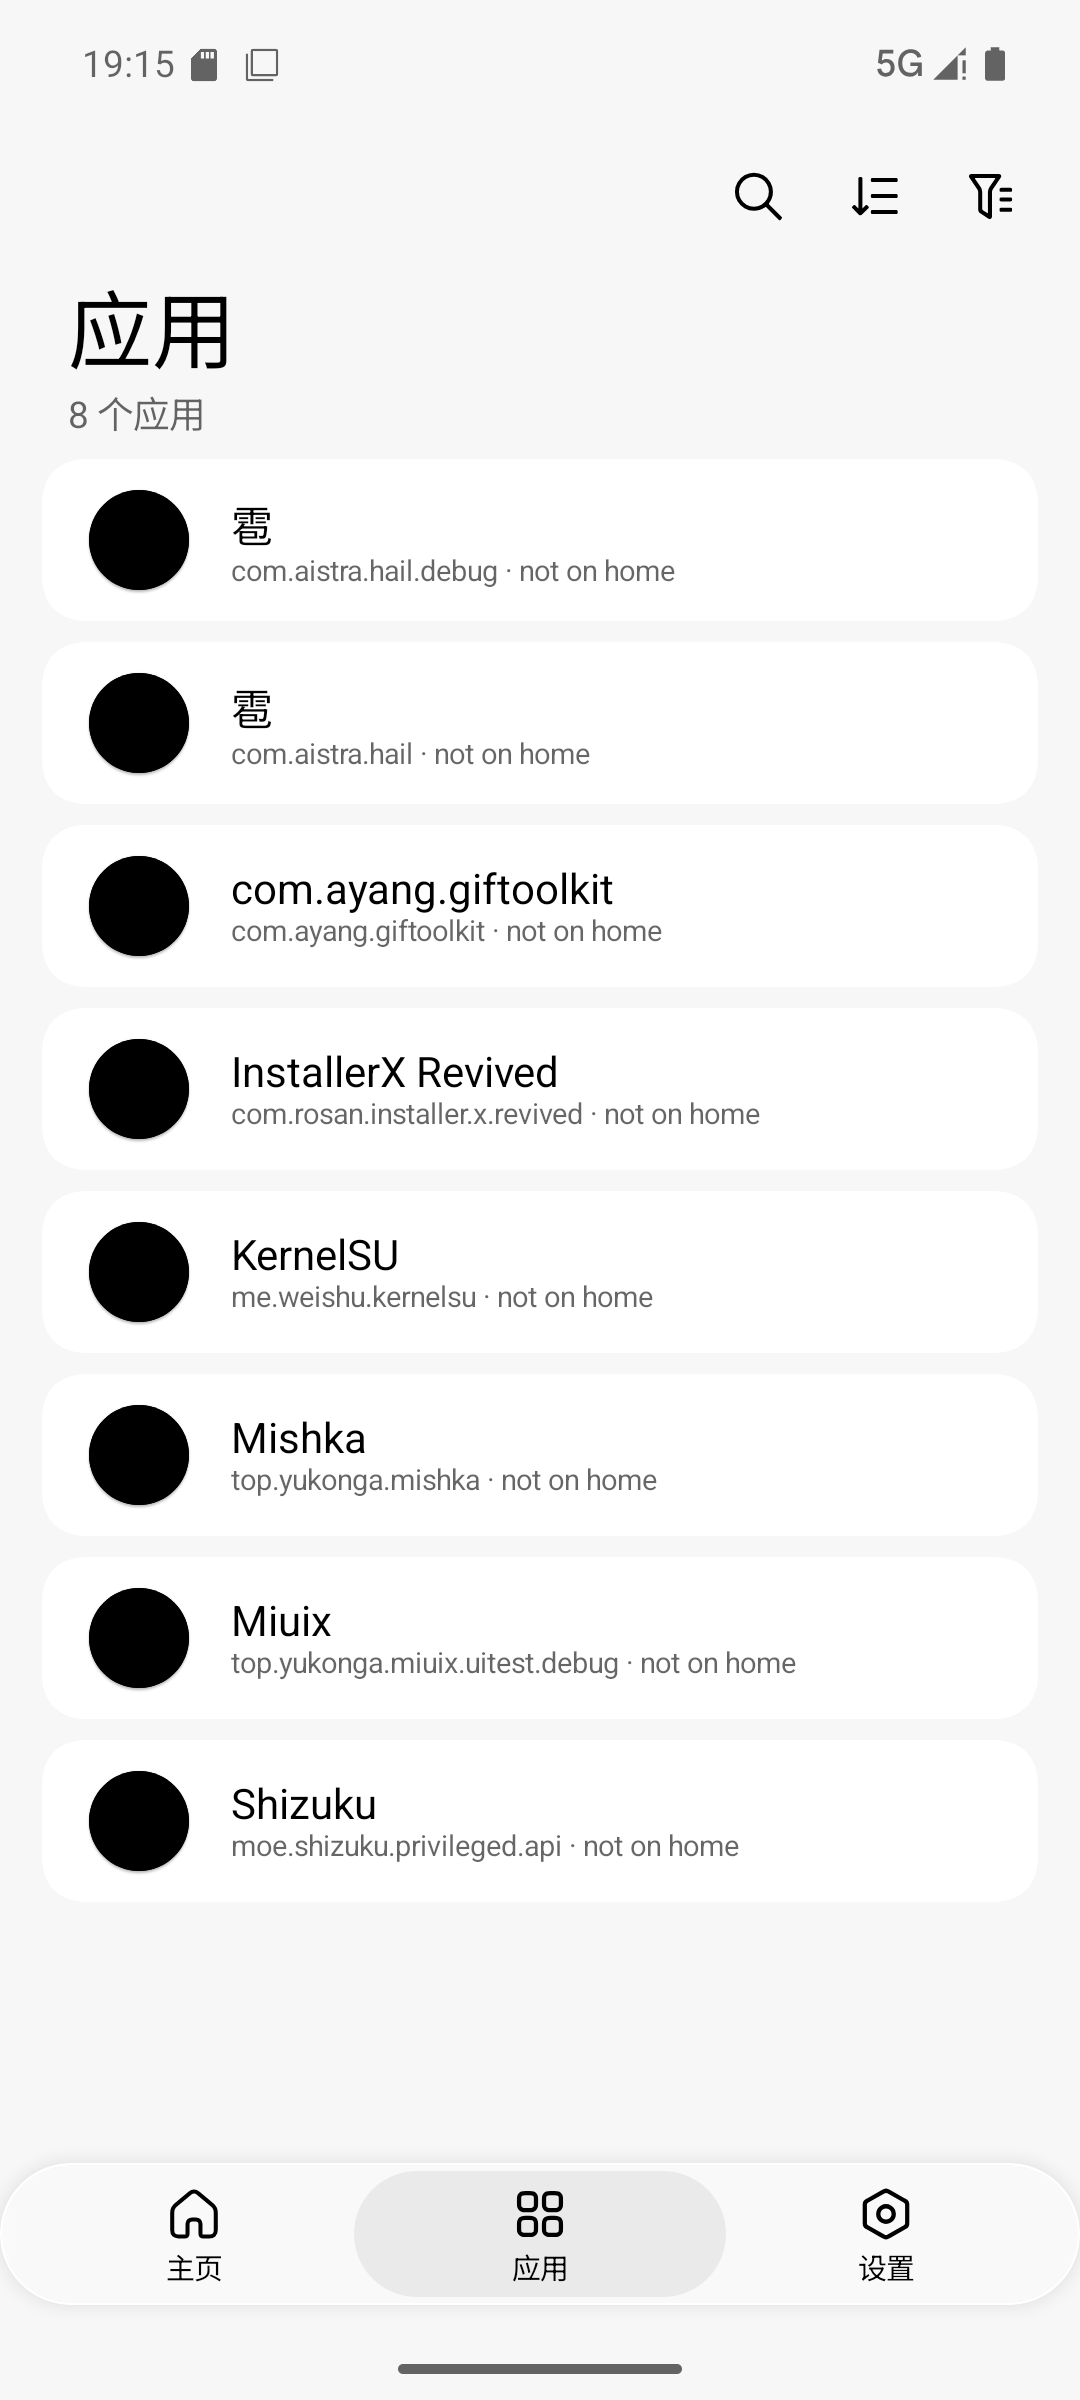 19:15
5G
应用
8 个应用
雹
com.aistra.hail.debug · not on home
雹
com.aistra.hail · not on home
com.ayang.giftoolkit
com.ayang.giftoolkit · not on home
InstallerX Revived
com.rosan.installer.x.revived · not on home
KernelSU
me.weishu.kernelsu · not on home
Mishka
top.yukonga.mishka · not on home
Miuix
top.yukonga.miuix.uitest.debug · not on home
Shizuku
moe.shizuku.privileged.api · not on home
主页
应用
设置